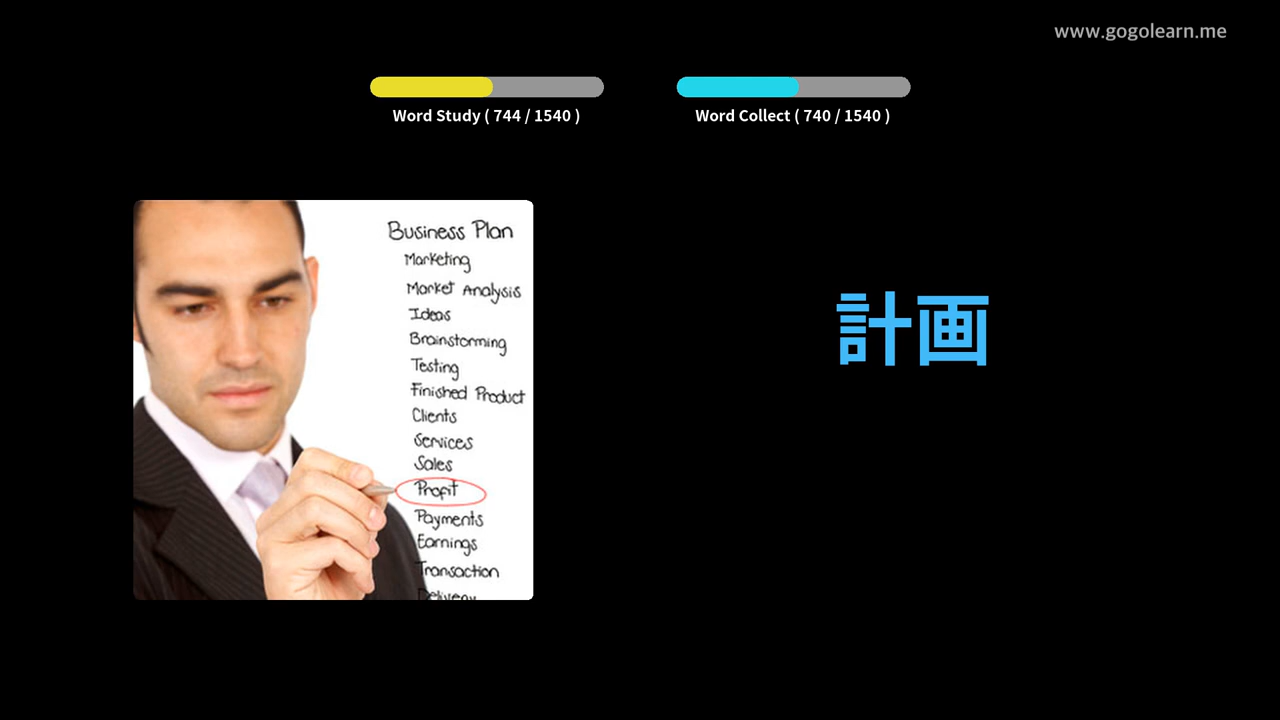 www.gogolearn.me
Word Study ( 744 / 1540 )
Word Collect ( 740 / 1540 )
Business Plan
Marketing
Market Analysis
Ideas
Brainstorming
Testing
Finished Product
Clients
Services
Sales
Profit
Payments
Earnings
Transaction
Delivery
計画